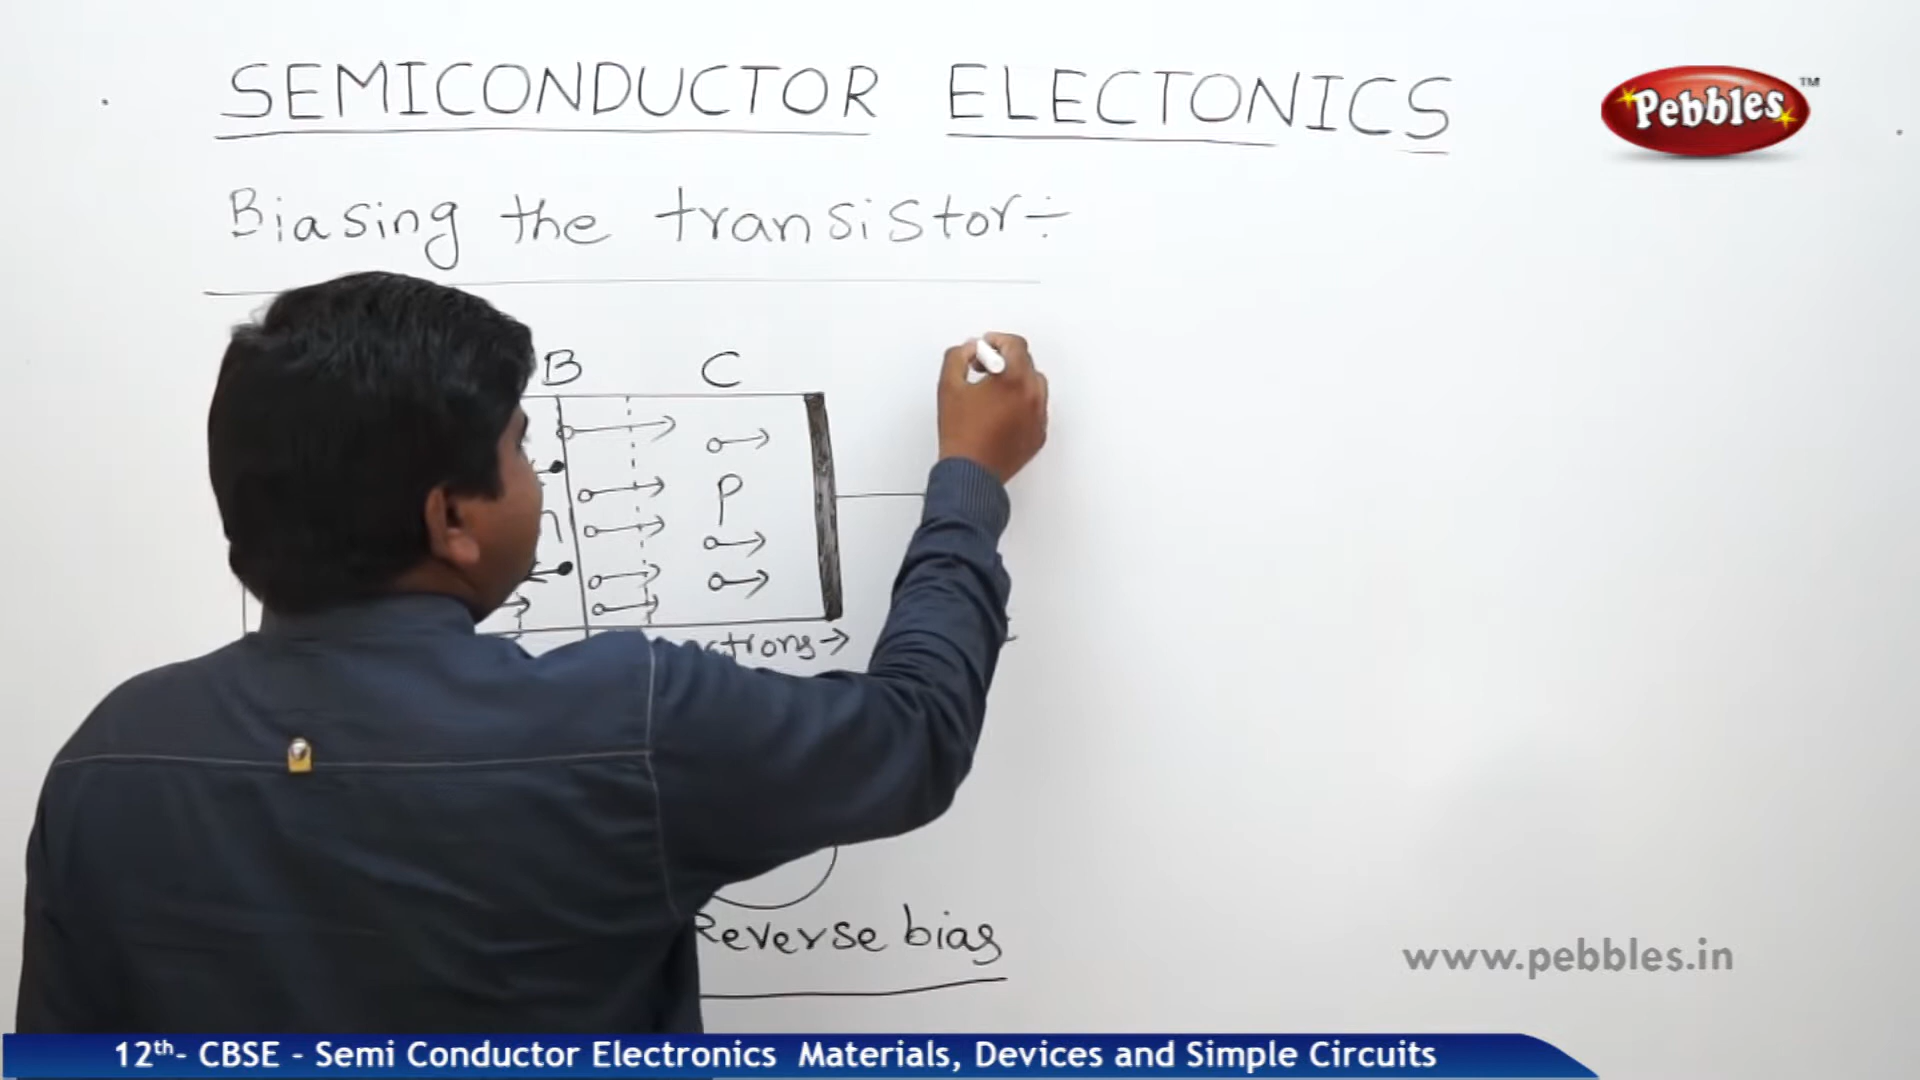 SEMICONDUCTOR ELECTONICS
Pebbles™
Biasing the transistor÷
B C
n P
Reverse bias
www.pebbles.in
12th- CBSE - Semi Conductor Electronics Materials, Devices and Simple Circuits